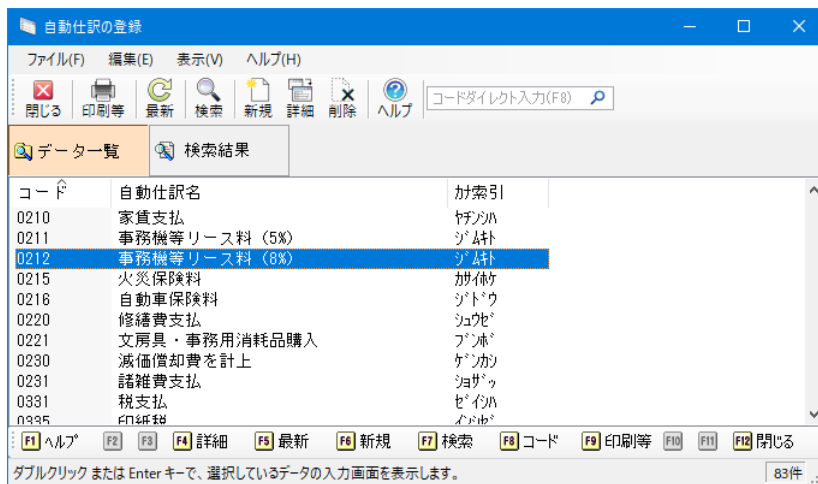 自動仕訳の登録
ファイル(F) 編集(E) 表示(V) ヘルプ(H)
閉じる 印刷等 最新 検索 新規 詳細 削除 ヘルプ コードダイレクト入力(F8)
データ一覧 検索結果
コード 自動仕訳名 ｶﾅ索引
0210 家賃支払 ﾔﾁﾝｼﾊ
0211 事務機等リース料（5%） ｼﾞﾑｷﾄ
0212 事務機等リース料（8%） ｼﾞﾑｷﾄ
0215 火災保険料 ｶｻｲﾎｹ
0216 自動車保険料 ｼﾞﾄﾞｳ
0220 修繕費支払 ｼｭｳｾﾞ
0221 文房具・事務用消耗品購入 ﾌﾞﾝﾎﾞ
0230 減価償却費を計上 ｹﾞﾝｶｼ
0231 諸雑費支払 ｼｮｻﾞｯ
0331 税支払 ｾﾞｲｼﾊ
0335 印紙税
F1 ﾍﾙﾌﾟ F2 F3 F4 詳細 F5 最新 F6 新規 F7 検索 F8 コード F9 印刷等 F10 F11 F12 閉じる
ダブルクリック または Enter キーで、選択しているデータの入力画面を表示します。 83件